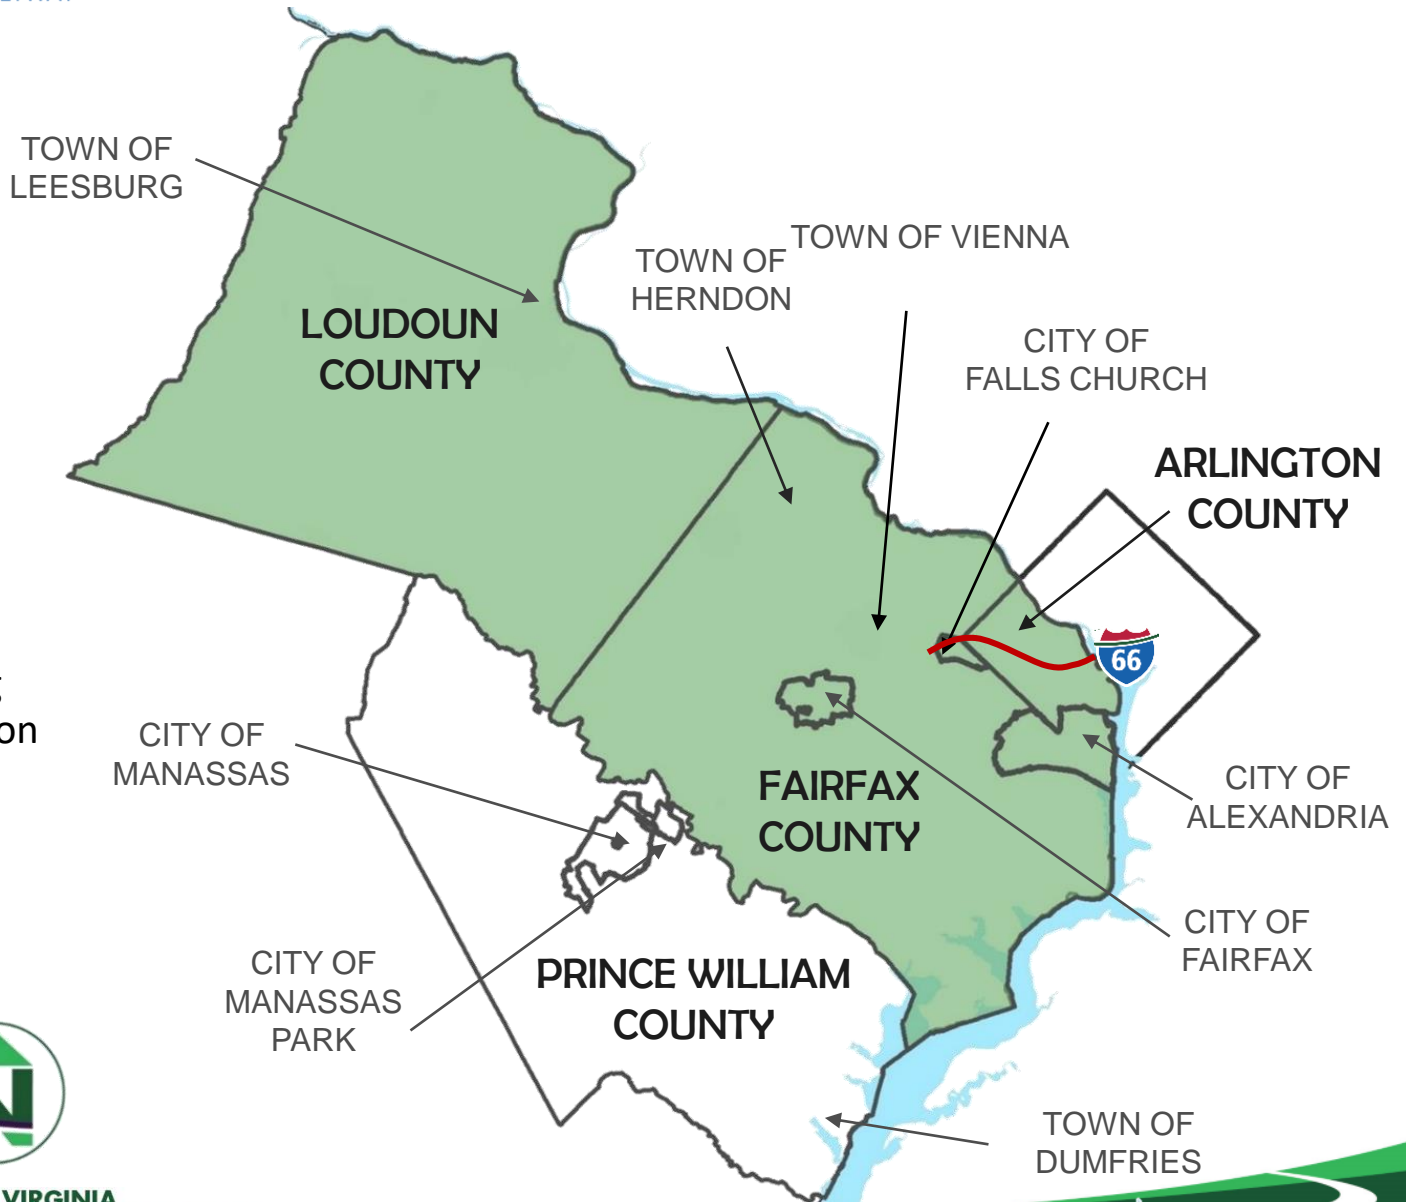 TOWN OF
LEESBURG
TOWN OF VIENNA
TOWN OF
HERNDON
LOUDOUN
COUNTY
CITY OF
FALLS CHURCH
ARLINGTON
COUNTY
66
on
CITY OF
MANASSAS
FAIRFAX
COUNTY
CITY OF
ALEXANDRIA
CITY OF
FAIRFAX
CITY OF
MANASSAS
PARK
PRINCE WILLIAM
COUNTY
TOWN OF
DUMFRIES
VIRGINIA